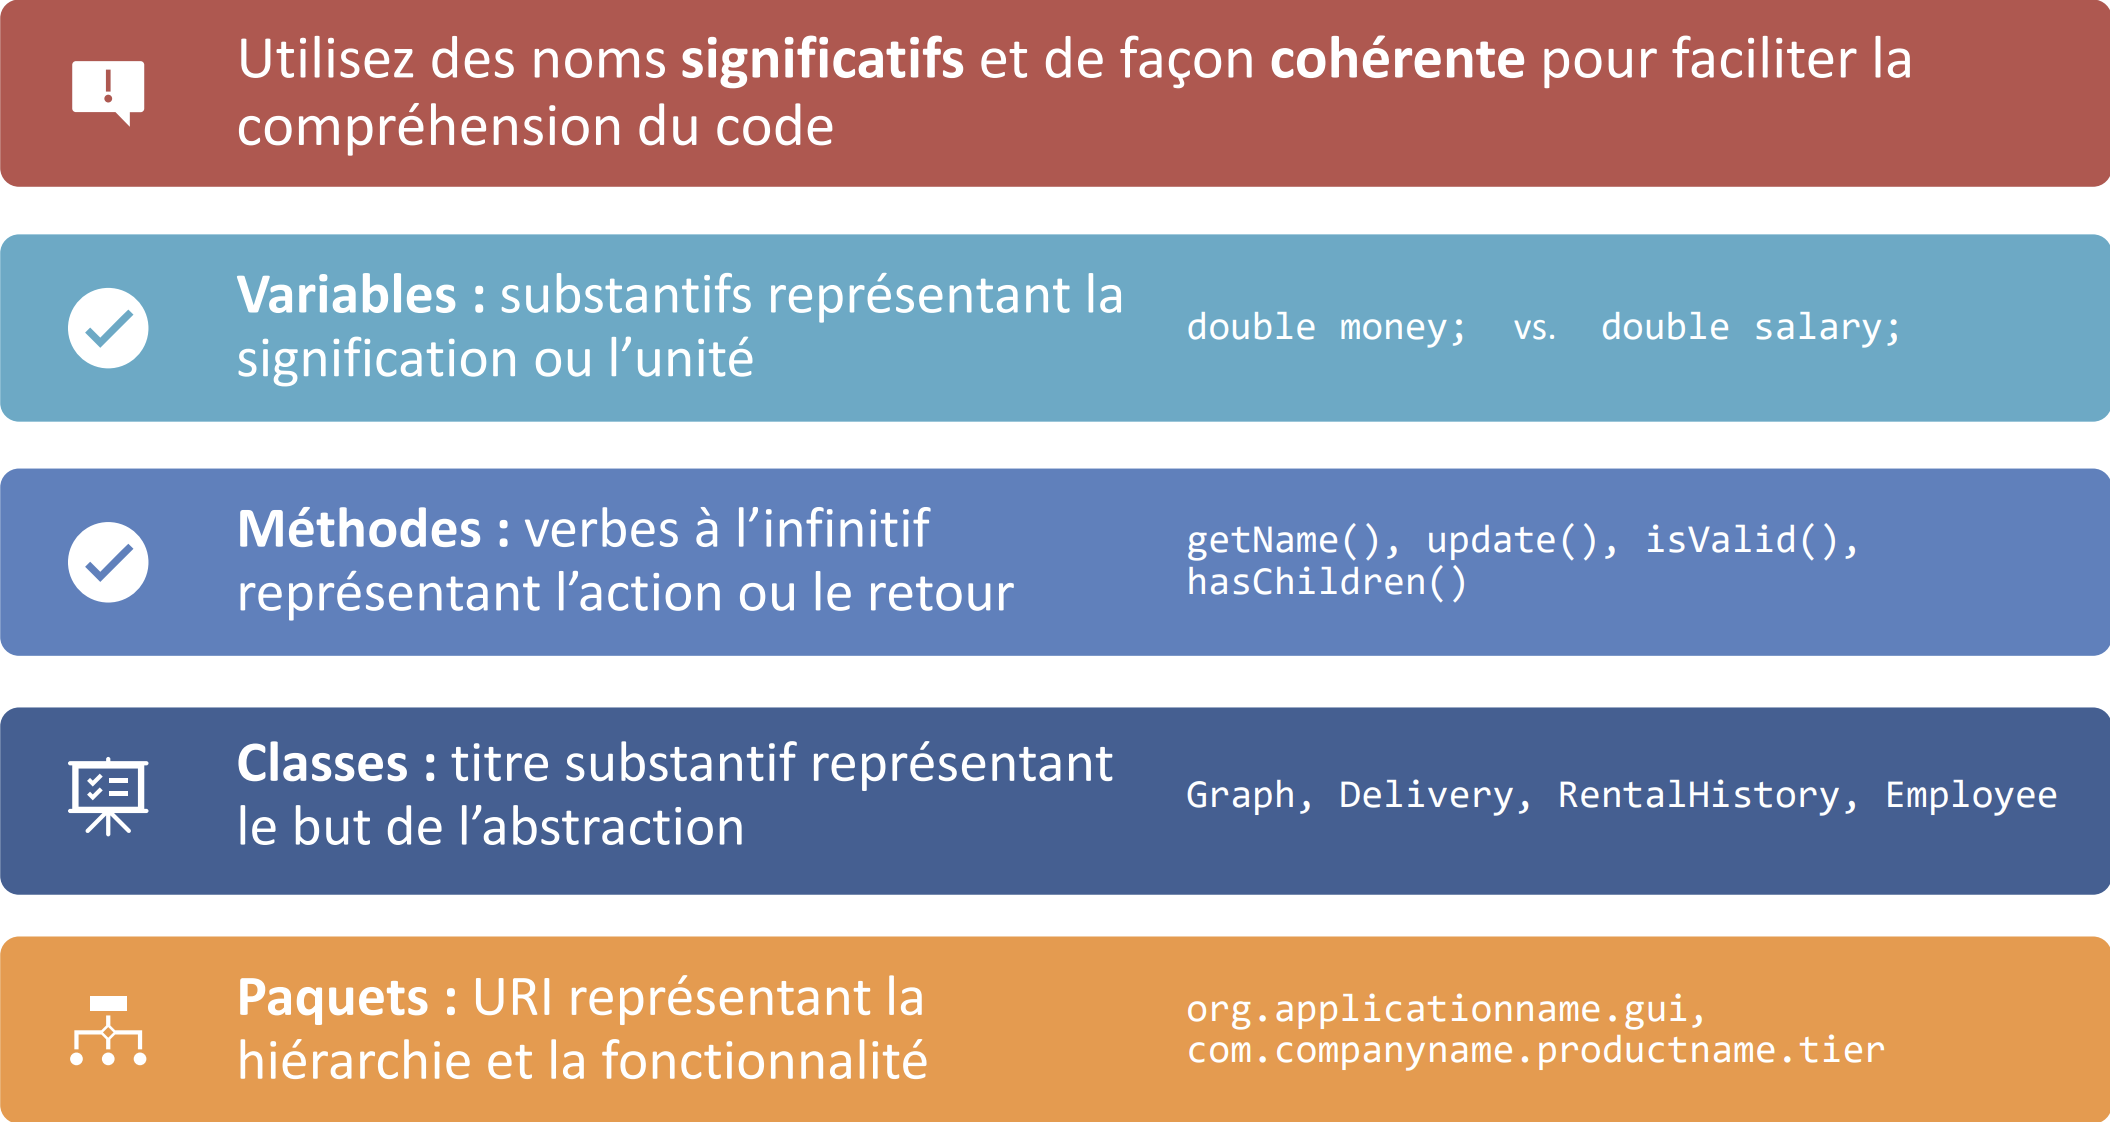 Utilisez des noms significatifs et de façon cohérente pour faciliter la
compréhension du code
Variables : substantifs représentant la
signification ou l’unité
double money; vs. double salary;
Méthodes : verbes à l’infinitif
représentant l’action ou le retour
getName(), update(), isValid(),
hasChildren()
Classes : titre substantif représentant
le but de l’abstraction
Graph, Delivery, RentalHistory, Employee
Paquets : URI représentant la
hiérarchie et la fonctionnalité
org.applicationname.gui,
com.companyname.productname.tier